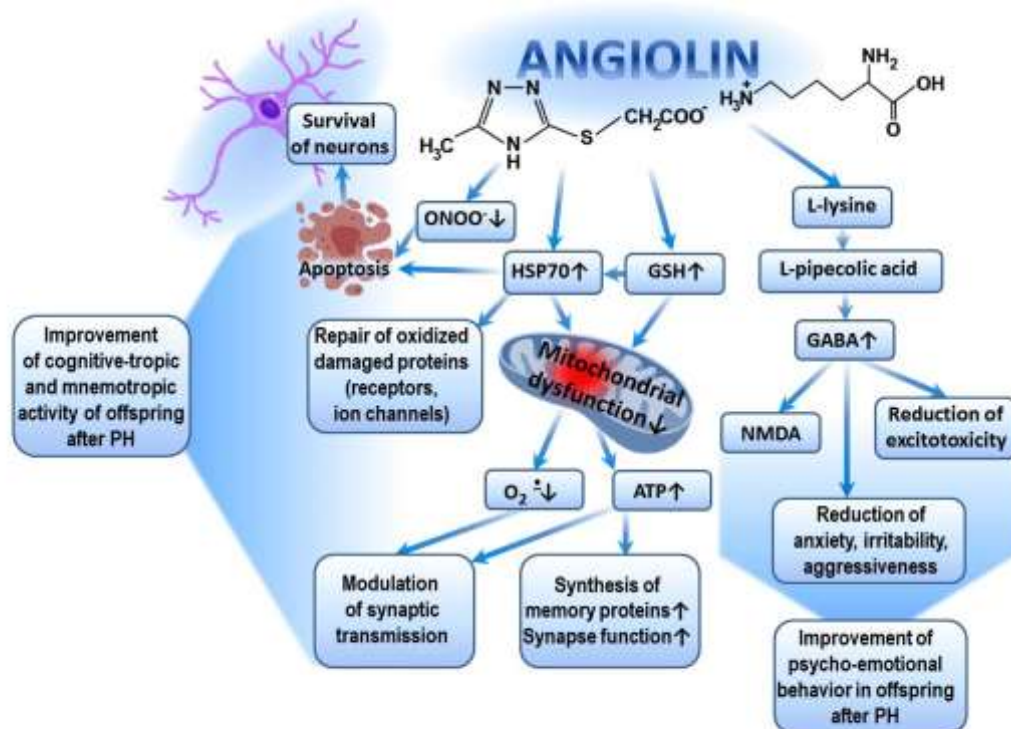 ANGIOLIN
N
N
H₃C
N
H
S
CH₂COO⁻
H₃N⁺
NH₂
OH
O
Survival
of neurons
ONOO⁻↓
Apoptosis
HSP70↑
GSH↑
L-lysine
L-pipecolic acid
GABA↑
Improvement
of cognitive-tropic
and mnemotropic
activity of offspring
after PH
Repair of oxidized
damaged proteins
(receptors,
ion channels)
Mitochondrial
dysfunction↓
NMDA
Reduction of
excitotoxicity
O₂•⁻↓
ATP↑
Reduction of
anxiety, irritability,
aggressiveness
Modulation
of synaptic
transmission
Synthesis of
memory proteins↑
Synapse function↑
Improvement of
psycho-emotional
behavior in offspring
after PH